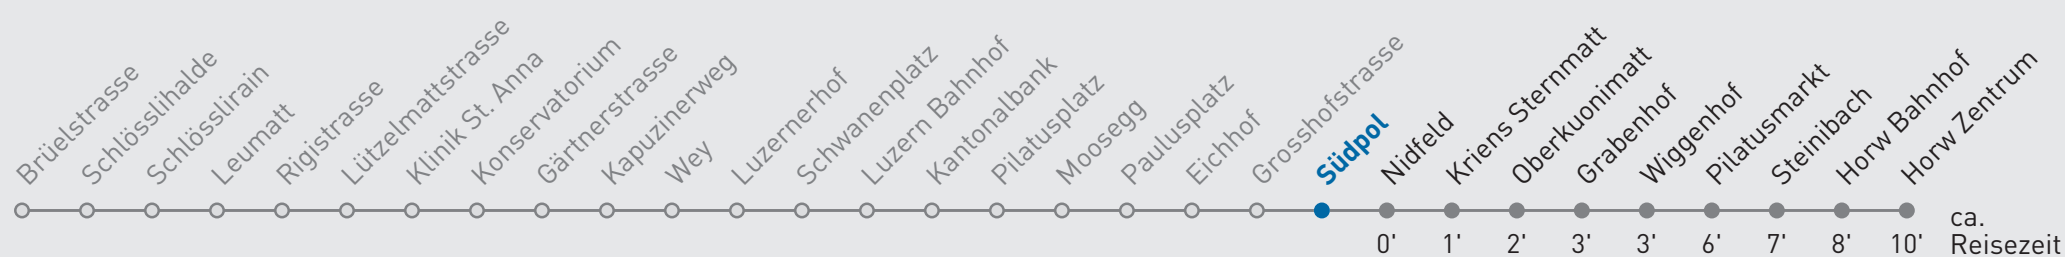 Brüelstrasse
Schlösslihalde
Schlösslirain
Leumatt
Rigistrasse
Lützelmattstrasse
Klinik St. Anna
Konservatorium
Gärtnerstrasse
Kapuzinerweg
Wey
Luzernerhof
Schwanenplatz
Luzern Bahnhof
Kantonalbank
Pilatusplatz
Moosegg
Paulusplatz
Eichhof
Grosshofstrasse
Südpol
Nidfeld
Kriens Sternmatt
Oberkuonimatt
Grabenhof
Wiggenhof
Pilatusmarkt
Steinibach
Horw Bahnhof
Horw Zentrum
0' 1' 2' 3' 3' 6' 7' 8' 10'
ca.
Reisezeit